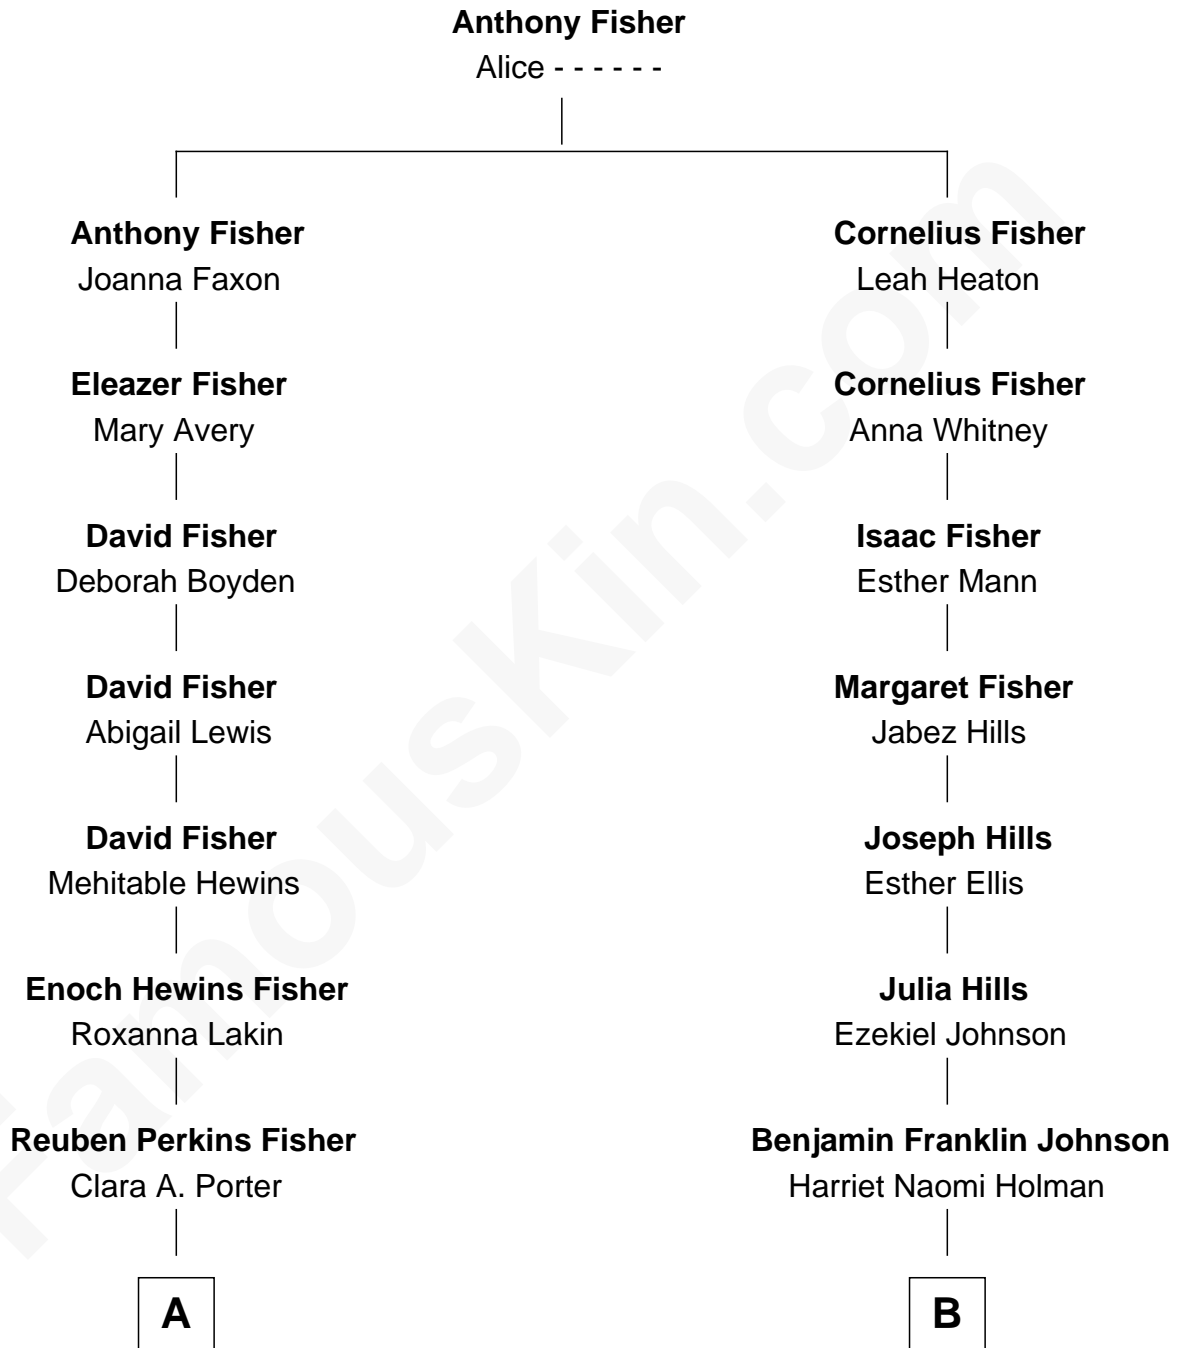 Anthony Fisher
Alice - - - - - -
Anthony Fisher
Joanna Faxon
Cornelius Fisher
Leah Heaton
Eleazer Fisher
Mary Avery
Cornelius Fisher
Anna Whitney
David Fisher
Deborah Boyden
Isaac Fisher
Esther Mann
David Fisher
Abigail Lewis
Margaret Fisher
Jabez Hills
David Fisher
Mehitable Hewins
Joseph Hills
Esther Ellis
Enoch Hewins Fisher
Roxanna Lakin
Julia Hills
Ezekiel Johnson
Reuben Perkins Fisher
Clara A. Porter
Benjamin Franklin Johnson
Harriet Naomi Holman
A
B
FamousKin.com